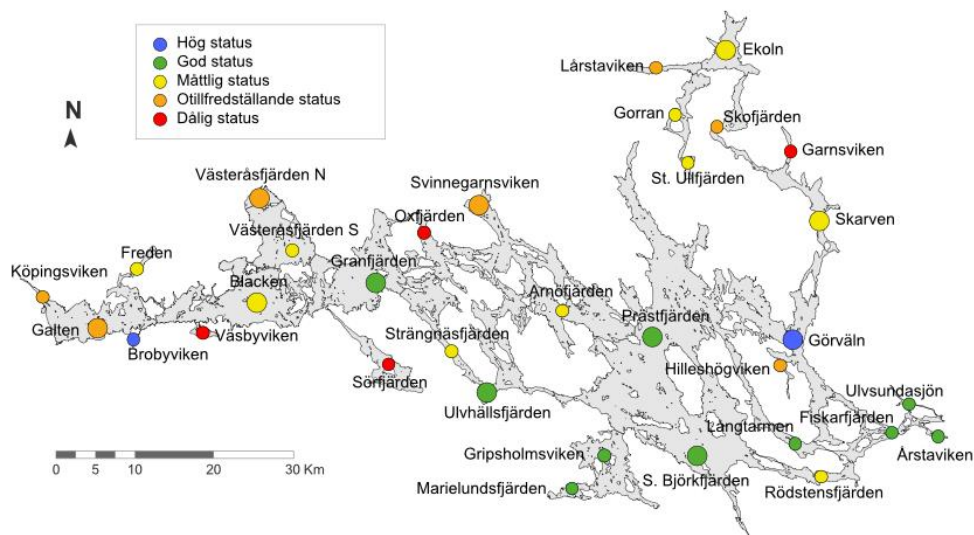 Hög status
God status
Måttlig status
Otillfredställande status
Dålig status
N
Ekoln
Lårstaviken
Gorran
Skofjärden
Garnsviken
St. Ullfjärden
Västeråsfjärden N
Svinnegarnsviken
Oxfjärden
Skarven
Västeråsfjärden S
Freden
Granfjärden
Köpingsviken
Blacken
Arnöfjärden
Galten
Brobyviken
Väsbyviken
Strängnäsfjärden
Prästfjärden
Görväln
Hilleshögviken
Sörfjärden
Ulvhällsfjärden
Ulvsundasjön
Fiskarfjärden
Långtarmen
Årstaviken
Gripsholmsviken
S. Björkfjärden
Marielundsfjärden
Rödstensfjärden
0 5 10 20 30 Km